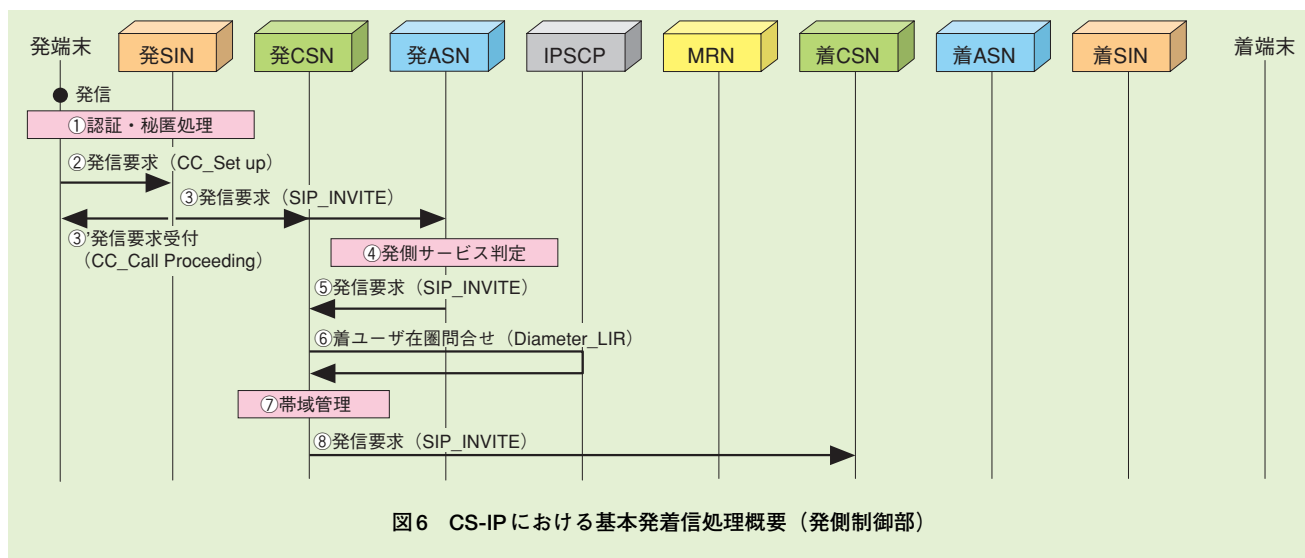 発端末
発SIN
発CSN
発ASN
IPSCP
MRN
着CSN
着ASN
着SIN
着端末
発信
①認証・秘匿処理
②発信要求（CC_Set up）
③発信要求（SIP_INVITE）
③'発信要求受付
（CC_Call Proceeding）
④発側サービス判定
⑤発信要求（SIP_INVITE）
⑥着ユーザ在圏問合せ（Diameter_LIR）
⑦帯域管理
⑧発信要求（SIP_INVITE）
図6 CS-IPにおける基本発着信処理概要（発側制御部）